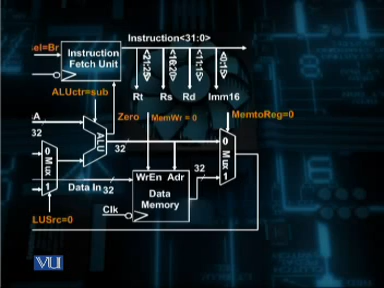 Instruction<31:0>
sel=Br
Instruction
Fetch Unit
<21:25>
<16:20>
<11:15>
<0:15>
ALUctr=sub
Rt
Rs
Rd
Imm16
A
Zero
MemWr = 0
MemtoReg=0
32
ALU
32
0
Mux
1
0
Mux
1
32
Data In
32
WrEn
Adr
Data
Memory
Clk
LUSrc=0
VU